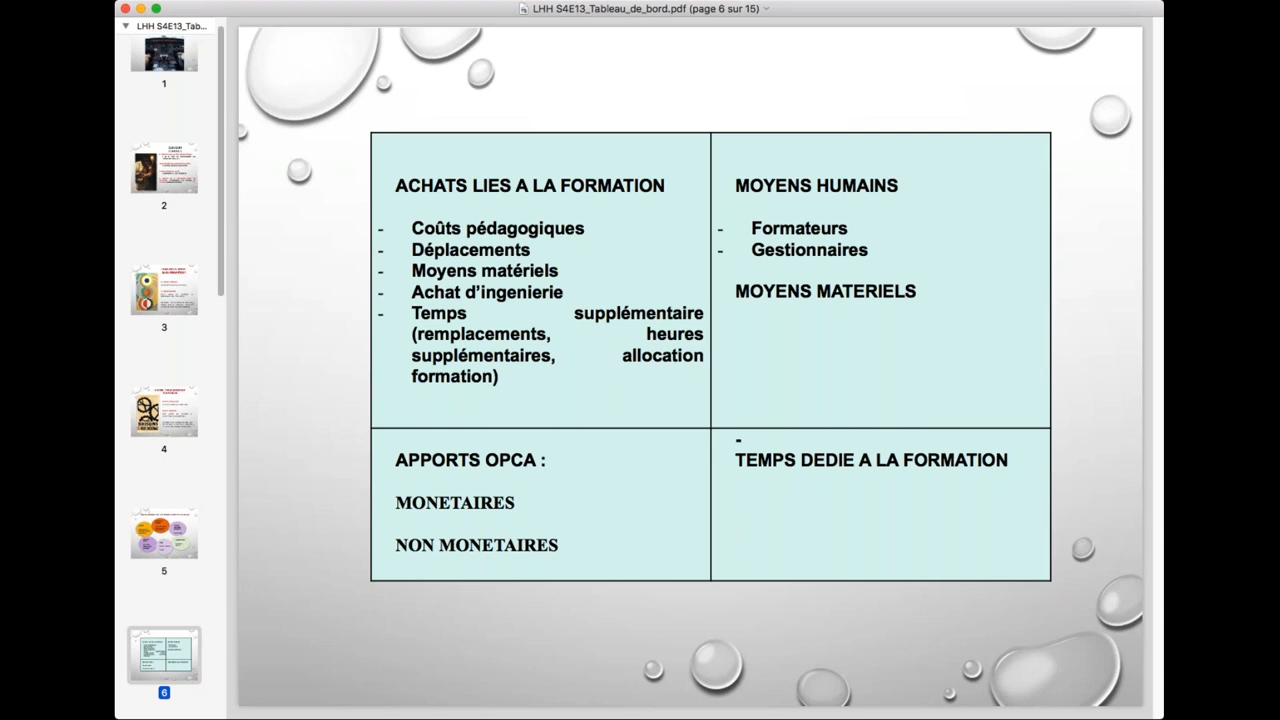 LHH S4E13_Tableau_de_bord.pdf (page 6 sur 15)
LHH S4E13_Tab...
1
2
3
4
5
6
ACHATS LIES A LA FORMATION
- Coûts pédagogiques
- Déplacements
- Moyens matériels
- Achat d'ingenierie
- Temps supplémentaire
(remplacements, heures
supplémentaires, allocation
formation)
MOYENS HUMAINS
- Formateurs
- Gestionnaires
MOYENS MATERIELS
APPORTS OPCA :
MONETAIRES
NON MONETAIRES
-
TEMPS DEDIE A LA FORMATION